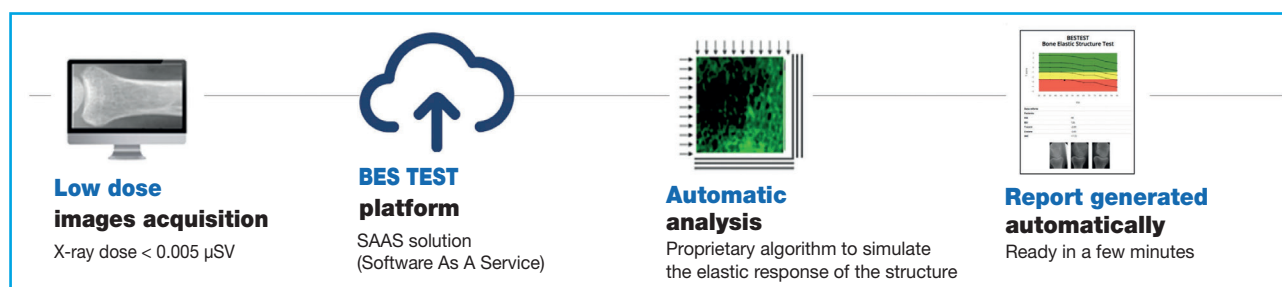 Low dose
images acquisition
X-ray dose < 0.005 µSV
BES TEST
platform
SAAS solution
(Software As A Service)
Automatic
analysis
Proprietary algorithm to simulate
the elastic response of the structure
BESTEST
Bone Elastic Structure Test
Report generated
automatically
Ready in a few minutes